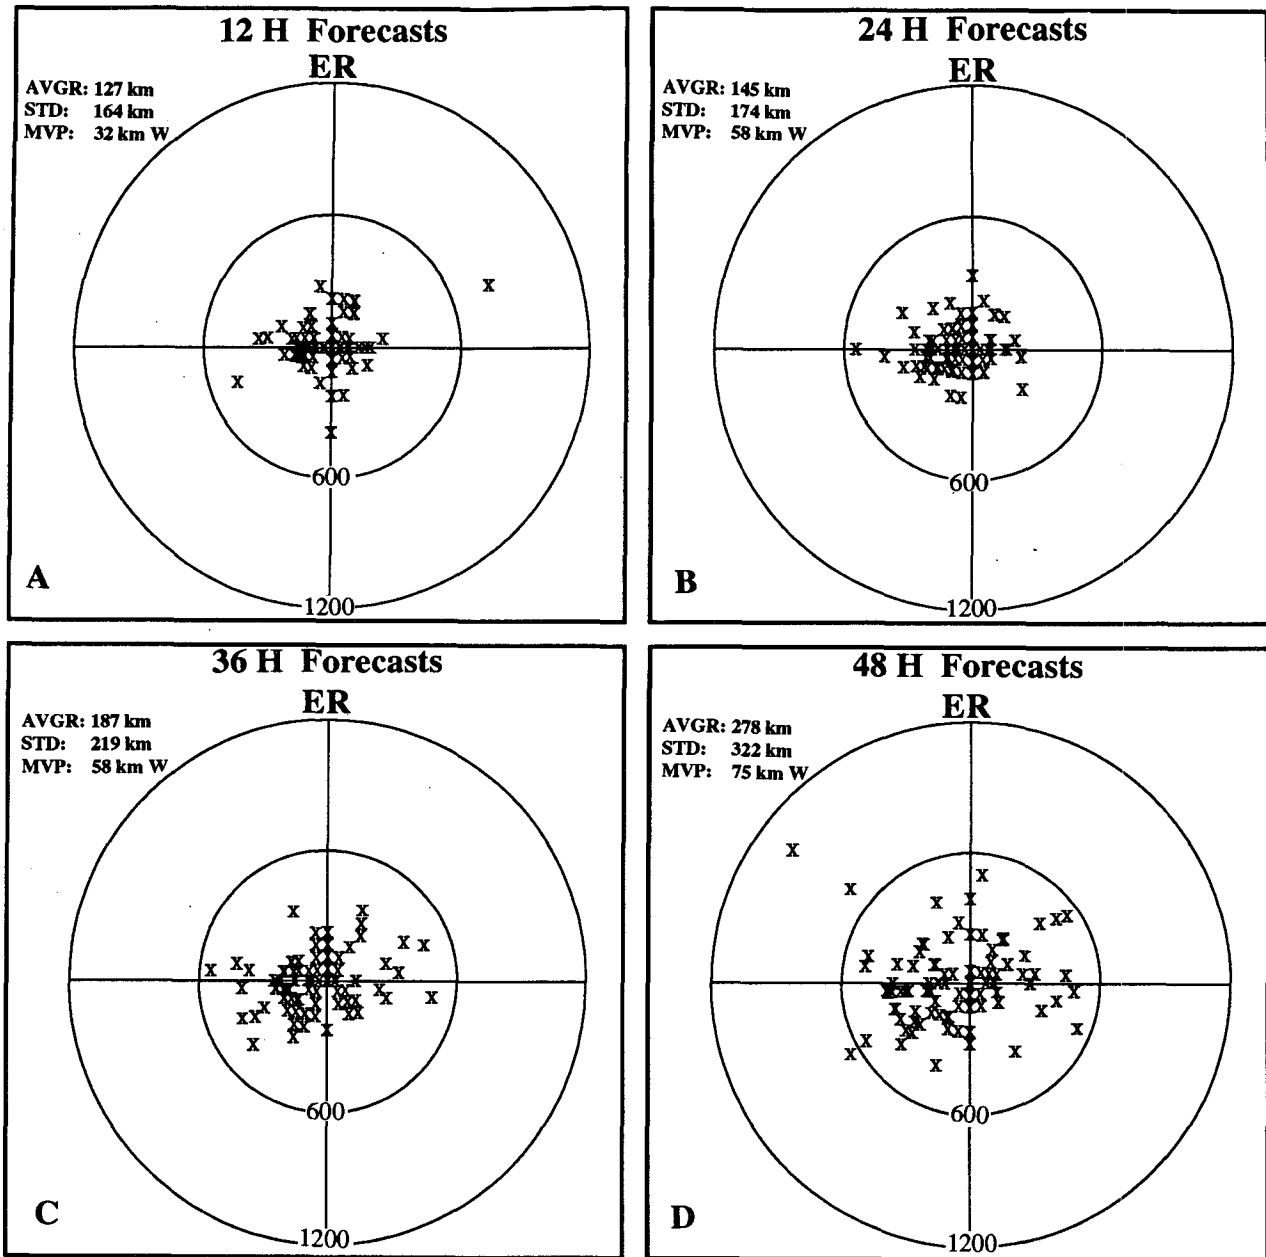 12 H Forecasts
ER
AVGR: 127 km
STD: 164 km
MVP: 32 km W
600
1200
A
24 H Forecasts
ER
AVGR: 145 km
STD: 174 km
MVP: 58 km W
600
1200
B
36 H Forecasts
ER
AVGR: 187 km
STD: 219 km
MVP: 58 km W
600
1200
C
48 H Forecasts
ER
AVGR: 278 km
STD: 322 km
MVP: 75 km W
600
1200
D